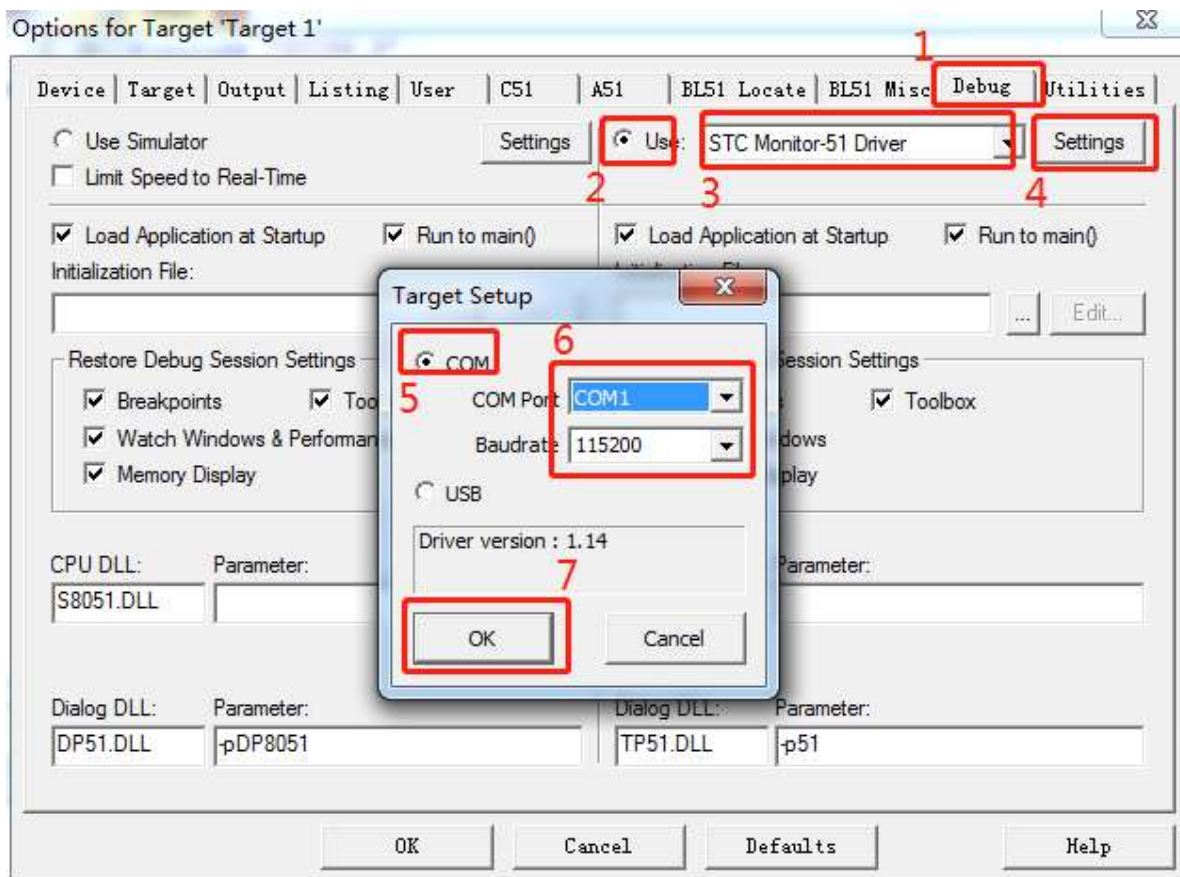 Options for Target 'Target 1'
1
Device Target Output Listing User C51 A51 BL51 Locate BL51 Misc Debug Utilities
Use Simulator Settings Use: STC Monitor-51 Driver Settings
Limit Speed to Real-Time
2 3 4
Load Application at Startup Run to main() Load Application at Startup Run to main()
Initialization File:
Target Setup
Edit...
...
Restore Debug Session Settings Session Settings
5 COM 6
Breakpoints Too COM Port COM1 Toolbox
Watch Windows & Performan Baudrate 115200 dows
Memory Display play
USB
Driver version : 1.14
CPU DLL: Parameter: 7 Parameter:
S8051.DLL
OK Cancel
Dialog DLL: Parameter: Dialog DLL: Parameter:
DP51.DLL -pDP8051 TP51.DLL -p51
OK Cancel Defaults Help